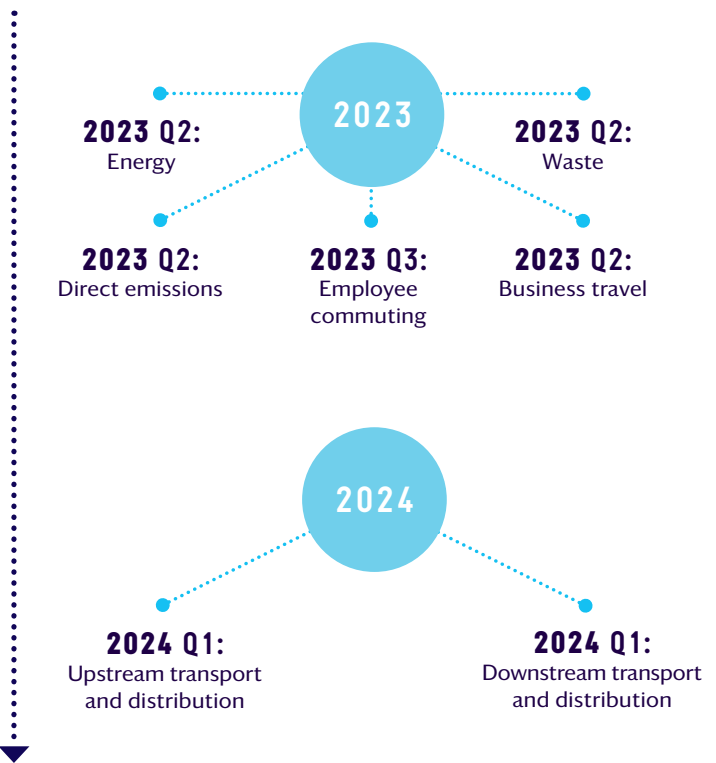 2023
2023 Q2:
Energy
2023 Q2:
Waste
2023 Q2:
Direct emissions
2023 Q3:
Employee
commuting
2023 Q2:
Business travel
2024
2024 Q1:
Upstream transport
and distribution
2024 Q1:
Downstream transport
and distribution